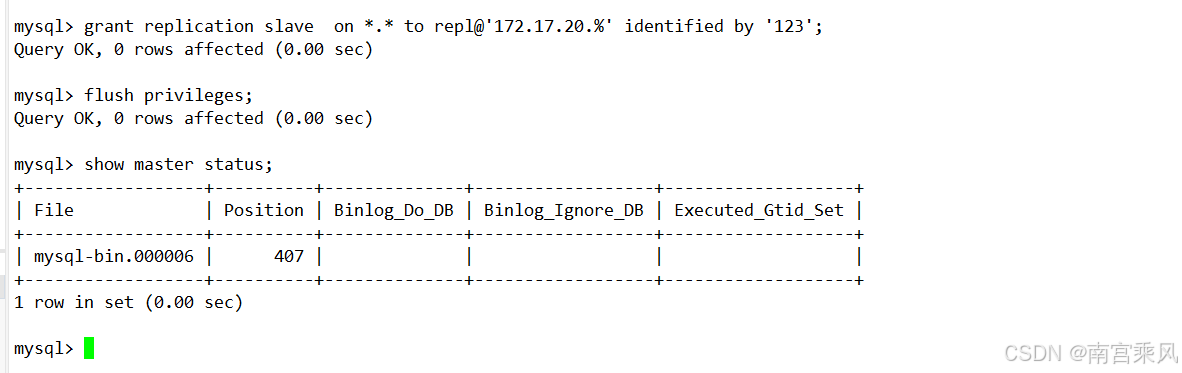 mysql> grant replication slave  on *.* to repl@'172.17.20.%' identified by '123';
Query OK, 0 rows affected (0.00 sec)
mysql> flush privileges;
Query OK, 0 rows affected (0.00 sec)
mysql> show master status;
+------------------+----------+--------------+------------------+-------------------+
| File             | Position | Binlog_Do_DB | Binlog_Ignore_DB | Executed_Gtid_Set |
+------------------+----------+--------------+------------------+-------------------+
| mysql-bin.000006 |      407 |              |                  |                   |
+------------------+----------+--------------+------------------+-------------------+
1 row in set (0.00 sec)
mysql>
CSDN @南宫乘风